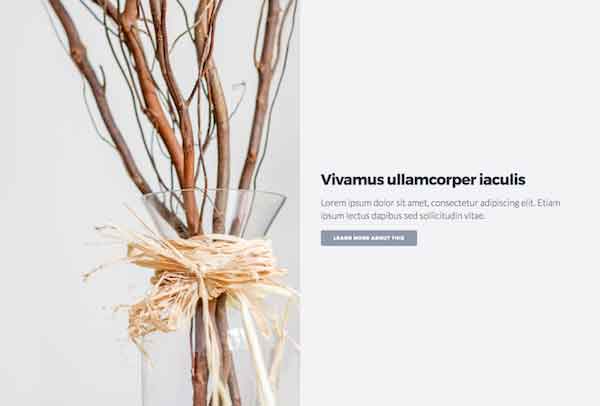 Vivamus ullamcorper iaculis
Lorem ipsum dolor sit amet, consectetur adipiscing elit. Etiam
ipsum lectus dapibus sed sollicitudin vitae.
LEARN MORE ABOUT THIS